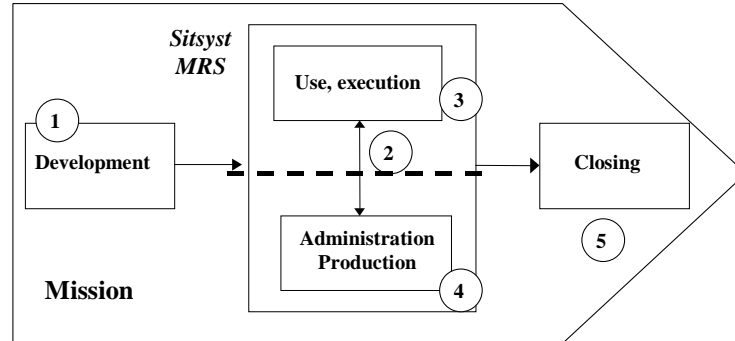 Sitsyst
MRS
Use, execution
3
1
Development
2
Closing
Administration
Production
4
5
Mission